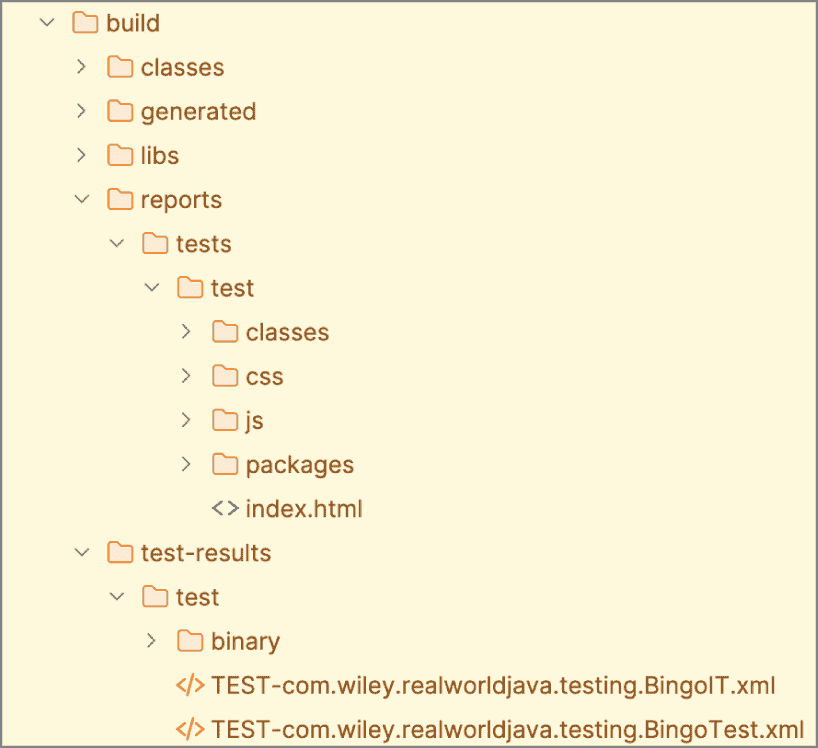 build
classes
generated
libs
reports
tests
test
classes
css
js
packages
index.html
test-results
test
binary
TEST-com.wiley.realworldjava.testing.BingoIT.xml
TEST-com.wiley.realworldjava.testing.BingoTest.xml